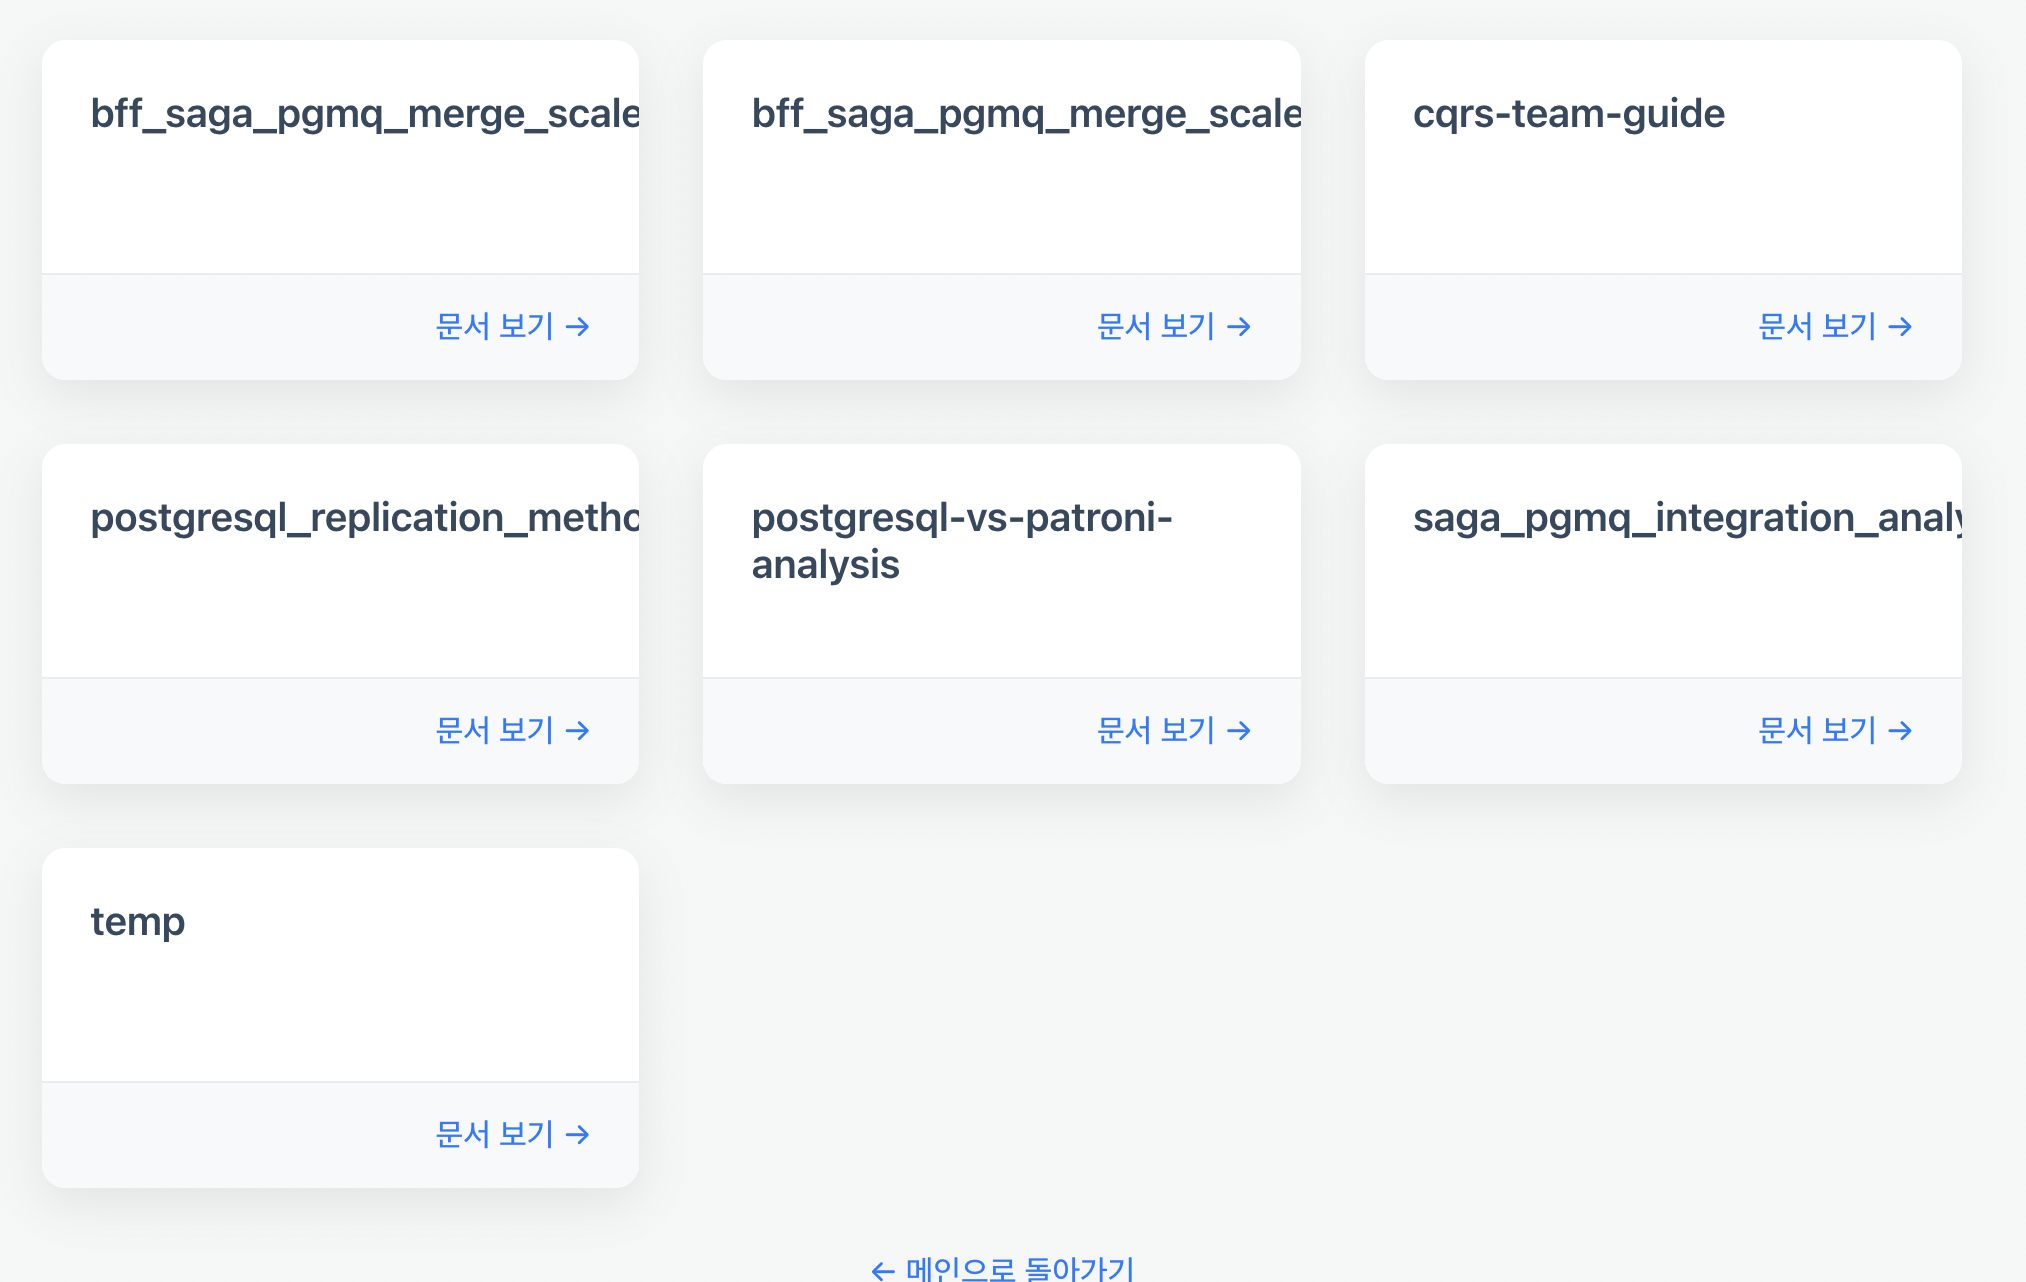 bff_saga_pgmq_merge_scale
bff_saga_pgmq_merge_scale
cqrs-team-guide
문서 보기 →
문서 보기 →
문서 보기 →
postgresql_replication_metho
postgresql-vs-patroni-
analysis
saga_pgmq_integration_analy
문서 보기 →
문서 보기 →
문서 보기 →
temp
문서 보기 →
← 메인으로 돌아가기